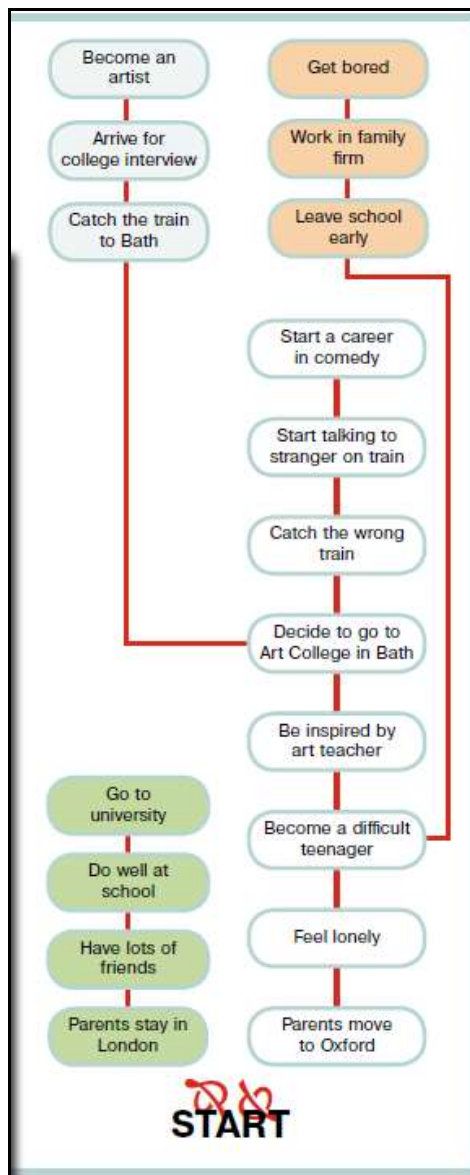 Become an
artist
Arrive for
college interview
Catch the train
to Bath
Get bored
Work in family
firm
Leave school
early
Start a career
in comedy
Start talking to
stranger on train
Catch the wrong
train
Decide to go to
Art College in Bath
Be inspired by
art teacher
Become a difficult
teenager
Feel lonely
Parents move
to Oxford
Go to
university
Do well at
school
Have lots of
friends
Parents stay in
London
START